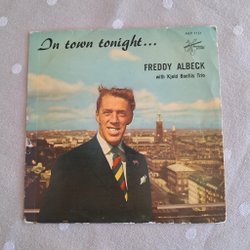 In town tonight...
FREDDY ALBECK
with Kjeld Bonfils Trio